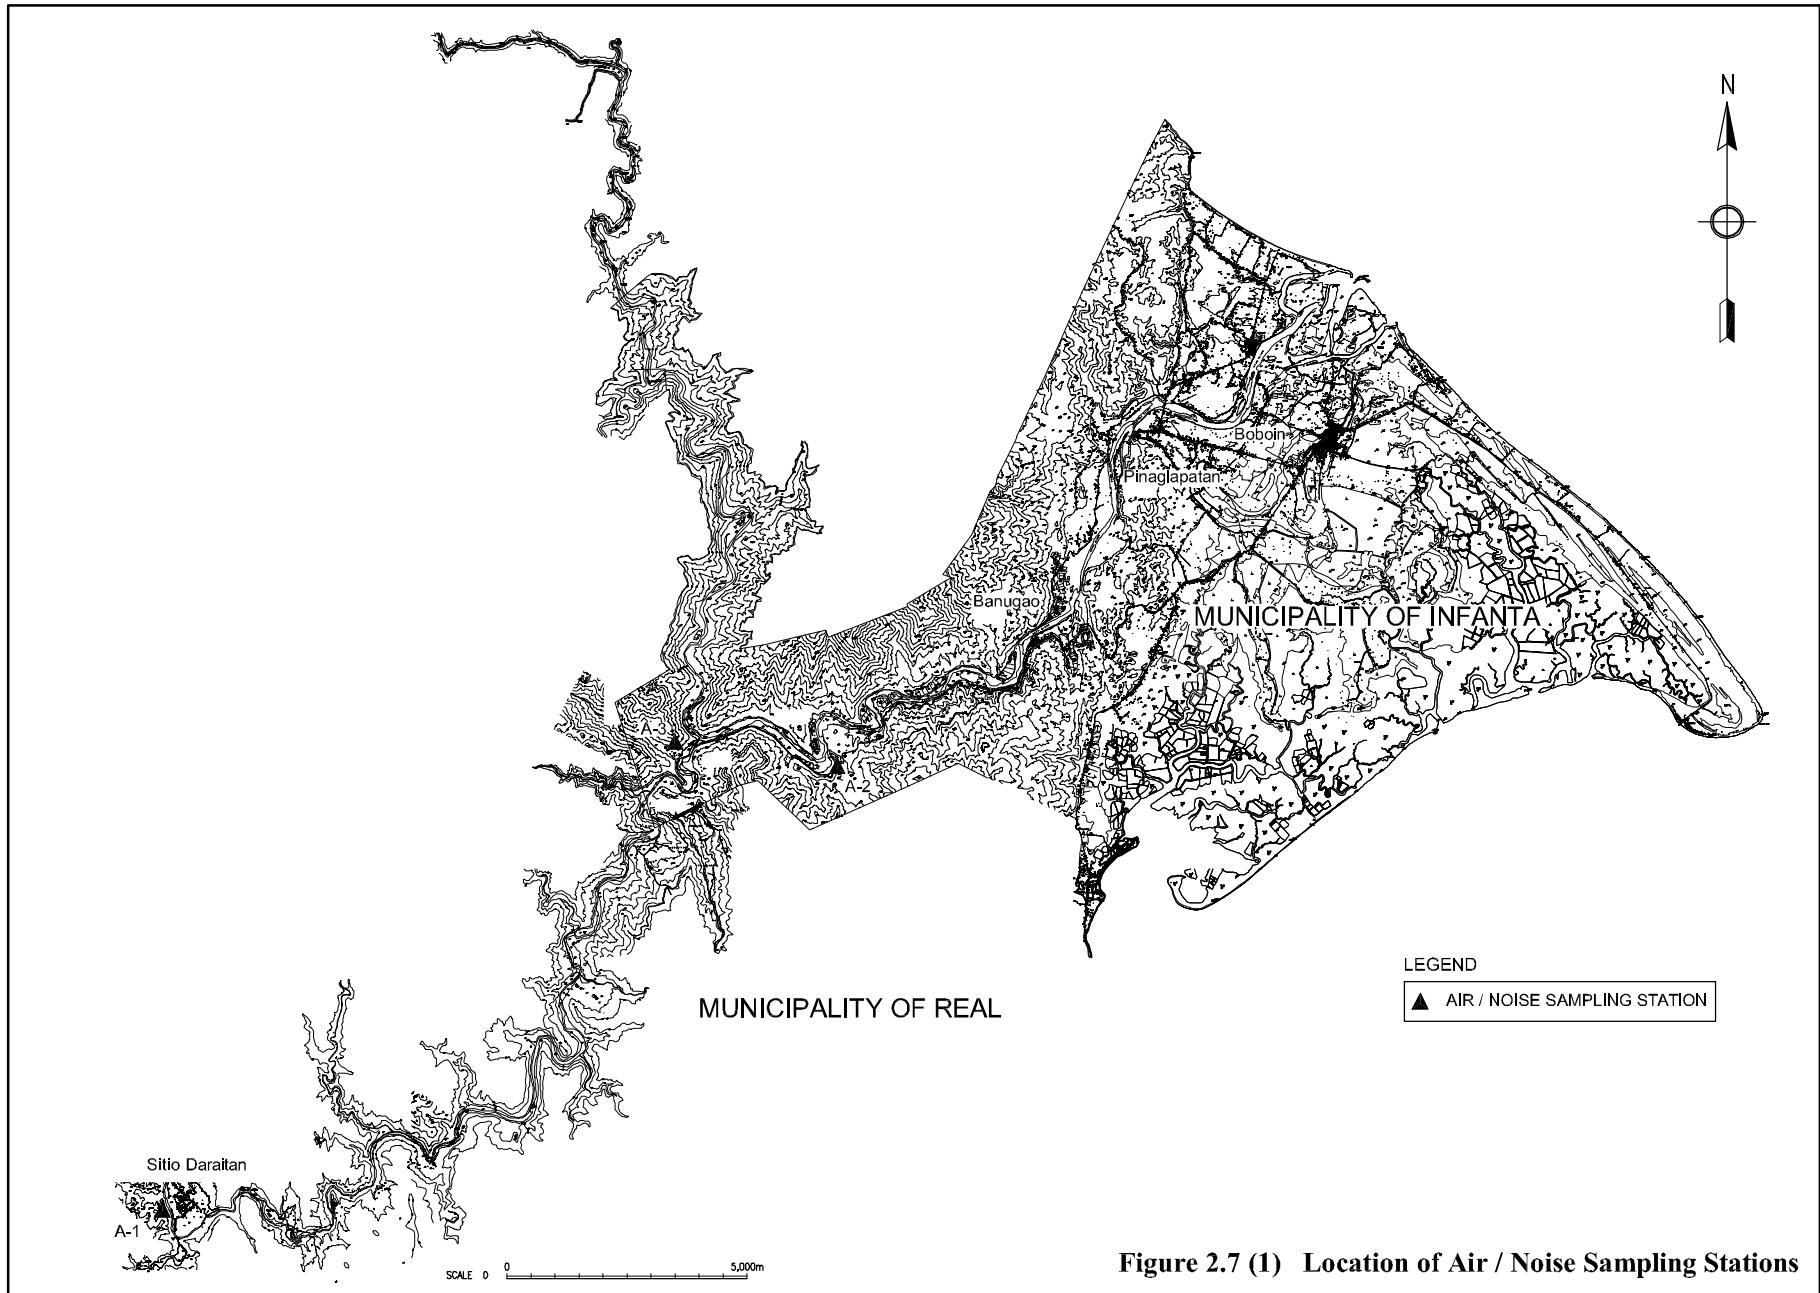 N
Boboin
Pinaglapatan
Banugao
MUNICIPALITY OF INFANTA
A-2
LEGEND
AIR / NOISE SAMPLING STATION
MUNICIPALITY OF REAL
Sitio Daraitan
A-1
SCALE 0
0 5,000m
Figure 2.7 (1) Location of Air / Noise Sampling Stations